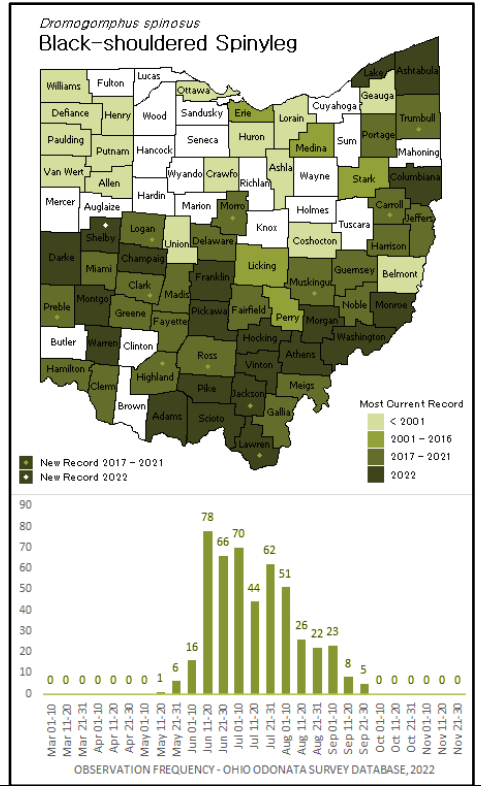 Dromogomphus spinosus
Black-shouldered Spinyleg
Williams
Fulton
Lucas
Ottawa
Lake
Ashtabula
Geauga
Defiance
Henry
Wood
Sandusky
Erie
Lorain
Cuyahoga
Trumbull
Paulding
Putnam
Hancock
Seneca
Huron
Medina
Sum
Portage
Mahoning
Van Wert
Allen
Wyando
Crawfo
Richlan
Ashla
Wayne
Stark
Columbiana
Mercer
Auglaize
Hardin
Marion
Morro
Knox
Holmes
Tuscara
Carroll
Jeffers
Shelby
Logan
Union
Delaware
Coshocton
Harrison
Darke
Miami
Champaig
Licking
Muskingu
Guernsey
Belmont
Preble
Montgo
Clark
Madis
Franklin
Fairfield
Perry
Noble
Monroe
Greene
Fayette
Pickawa
Morgan
Washington
Butler
Warren
Clinton
Ross
Hocking
Athens
Hamilton
Clerm
Highland
Pike
Vinton
Meigs
Brown
Adams
Scioto
Jackson
Gallia
Lawren
Most Current Record
< 2001
2001 - 2016
2017 - 2021
2022
New Record 2017 - 2021
New Record 2022
90
80
70
60
50
40
30
20
10
0
0 0 0 0 0 0 0 1 6 16 78 66 70 44 62 51 26 22 23 8 5 0 0 0 0 0 0
Mar 01-10
Mar 11-20
Mar 21-31
Apr 01-10
Apr 11-20
Apr 21-30
May 01-10
May 11-20
May 21-31
Jun 01-10
Jun 11-20
Jun 21-30
Jul 01-10
Jul 11-20
Jul 21-31
Aug 01-10
Aug 11-20
Aug 21-31
Sep 01-10
Sep 11-20
Sep 21-30
Oct 01-10
Oct 11-20
Oct 21-31
Nov 01-10
Nov 11-20
Nov 21-30
OBSERVATION FREQUENCY - OHIO ODONATA SURVEY DATABASE, 2022